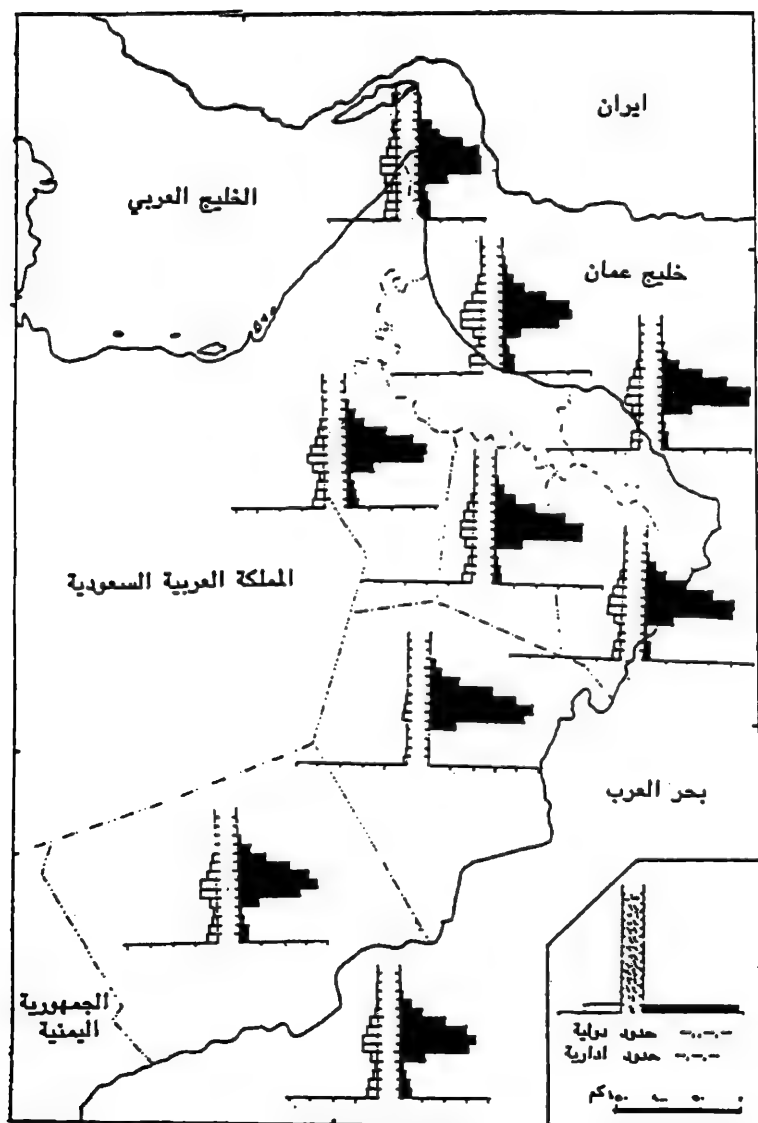 ايران
الخليج العربي
خليج عمان
المملكة العربية السعودية
بحر العرب
الجمهورية
اليمنية
حدود دولية
حدود ادارية
كم